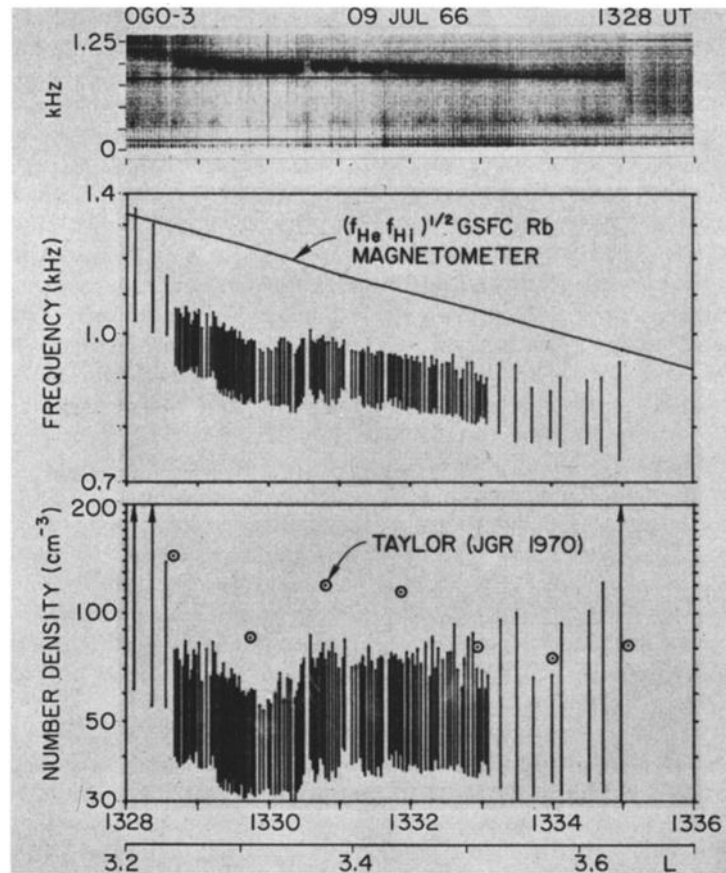 OGO-3 09 JUL 66 1328 UT
1.25
kHz
0
1.4
(fHe fHi)1/2 GSFC Rb
MAGNETOMETER
FREQUENCY (kHz)
1.0
0.7
200
TAYLOR (JGR 1970)
NUMBER DENSITY (cm-3)
100
50
30
1328 1330 1332 1334 1336
3.2 3.4 3.6 L